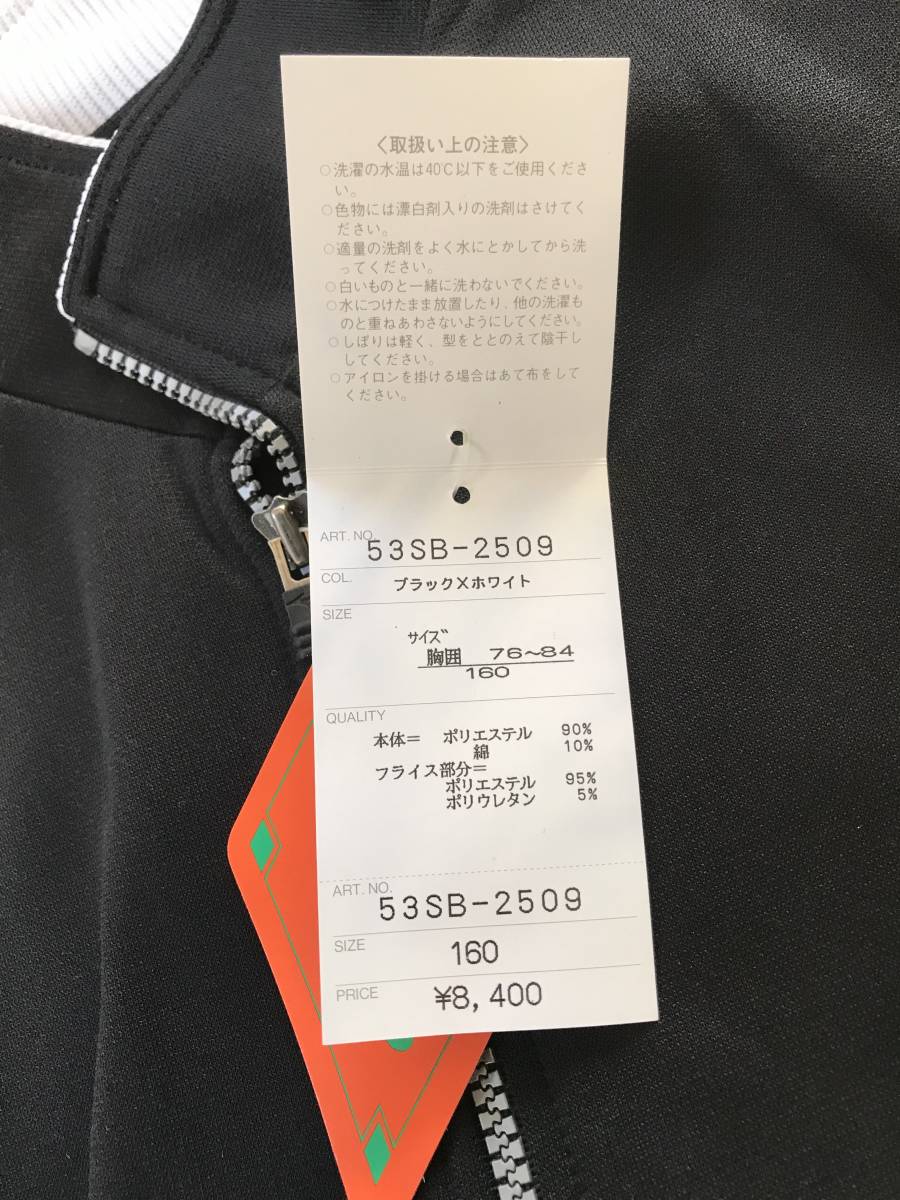 〈取扱い上の注意〉
○洗濯の水温は40℃以下をご使用くださ
い。
○色物には漂白剤入りの洗剤はさけてく
ださい。
○適量の洗剤をよく水にとかしてから洗
ってください。
○白いものと一緒に洗わないでください。
○水につけたまま放置したり、他の洗濯も
のと重ねあわさないようにしてください。
○しぼりは軽く、型をととのえて陰干し
してください。
○アイロンを掛ける場合はあて布をして
ください。
ART. NO. 53SB-2509
COL. ブラックXホワイト
SIZE
サイズ
胸囲 76~84
160
QUALITY
本体= ポリエステル 90%
綿 10%
フライス部分=
ポリエステル 95%
ポリウレタン 5%
ART. NO.
53SB-2509
SIZE 160
PRICE ¥8,400